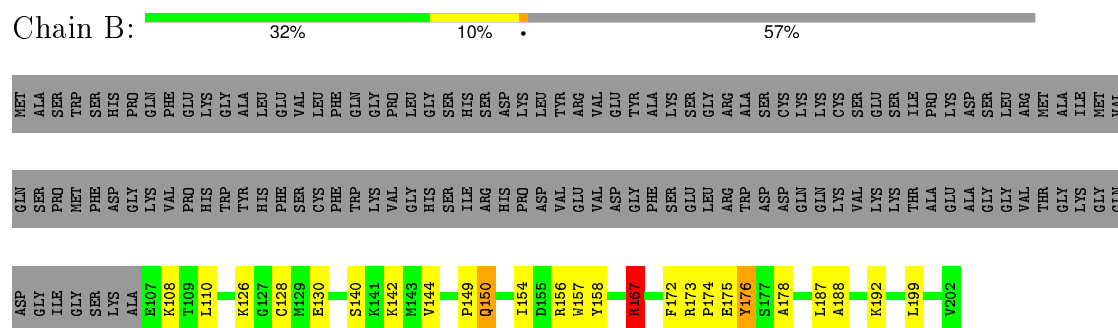 Chain B:
32% 10% • 57%
MET ALA SER TRP SER HIS PRO GLN PHE GLU LYS GLY ALA LEU GLU VAL LEU PHE GLN GLY PRO LEU GLY SER HIS SER ASP LYS LEU TYR ARG VAL GLU TYR ALA LYS SER GLY ARG ALA SER CYS LYS LYS CYS SER GLU SER ILE PRO LYS ASP SER LEU ARG MET ALA ILE MET VAL
GLN SER PRO MET PHE ASP GLY LYS VAL PRO HIS TRP TYR HIS PHE SER CYS PHE TRP LYS VAL GLY HIS SER ILE ARG HIS PRO ASP VAL GLU VAL ASP GLY PHE SER GLU LEU ARG TRP ASP ASP GLN GLN LYS VAL LYS LYS THR ALA GLU ALA GLY GLY VAL THR GLY LYS GLY GLN
ASP GLY ILE GLY SER LYS ALA E107 K108 T109 L110 K126 G127 C128 M129 E130 S140 K141 K142 M143 V144 P149 Q150 I154 D155 R156 W157 Y158 R167 F172 R173 P174 E175 Y176 S177 A178 L187 A188 K192 L199 V202